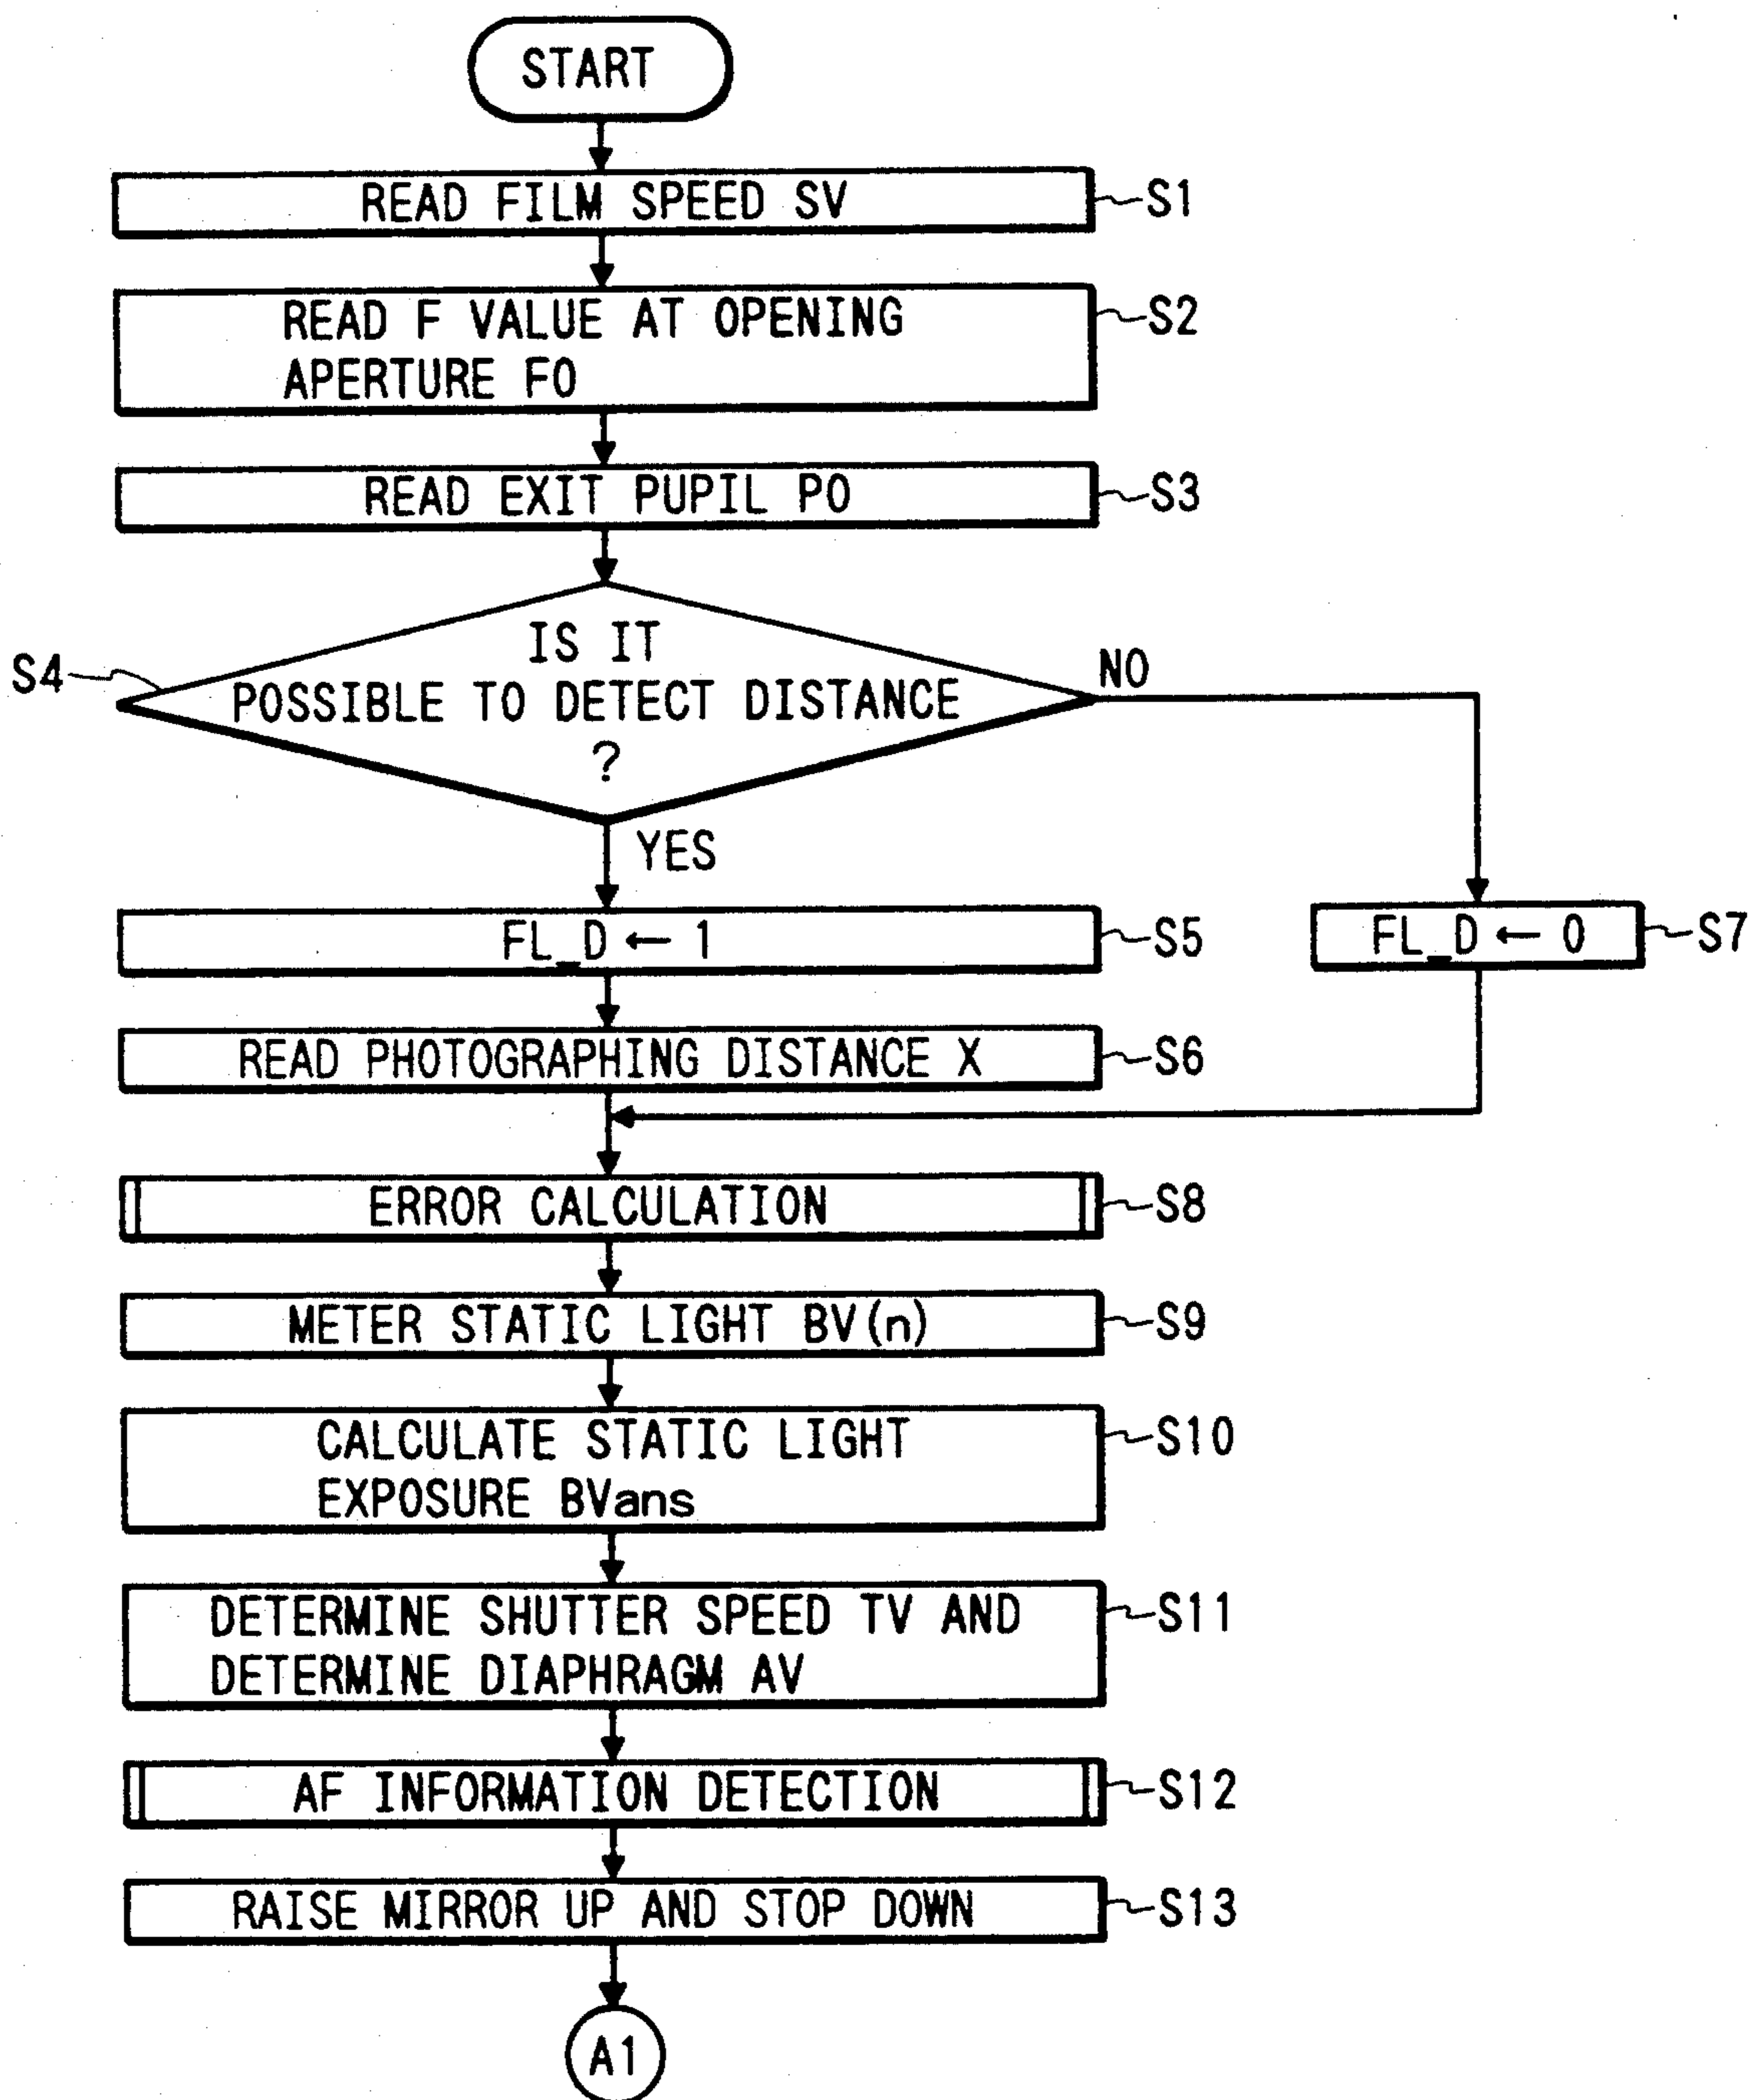 START
READ FILM SPEED SV
S1
READ F VALUE AT OPENING
APERTURE F0
S2
READ EXIT PUPIL PO
S3
S4
IS IT
POSSIBLE TO DETECT DISTANCE
?
NO
YES
FL_D ← 1
S5
FL_D ← 0
S7
READ PHOTOGRAPHING DISTANCE X
S6
ERROR CALCULATION
S8
METER STATIC LIGHT BV(n)
S9
CALCULATE STATIC LIGHT
EXPOSURE BVans
S10
DETERMINE SHUTTER SPEED TV AND
DETERMINE DIAPHRAGM AV
S11
AF INFORMATION DETECTION
S12
RAISE MIRROR UP AND STOP DOWN
S13
A1